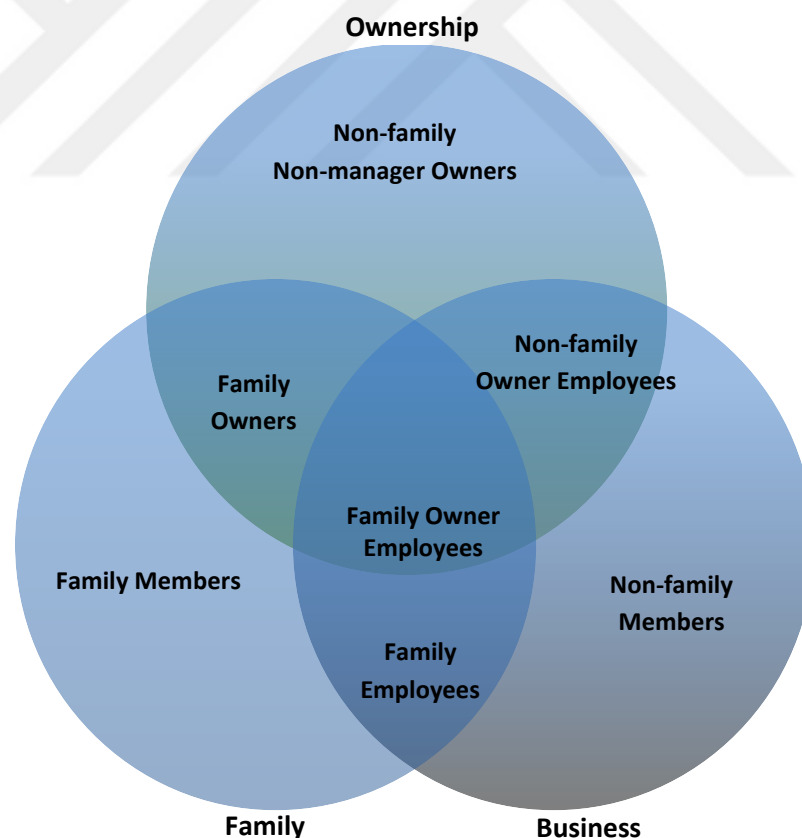 Ownership
Non-family
Non-manager Owners
Non-family
Owner Employees
Family
Owners
Family Owner
Employees
Family Members
Non-family
Members
Family
Employees
Family
Business